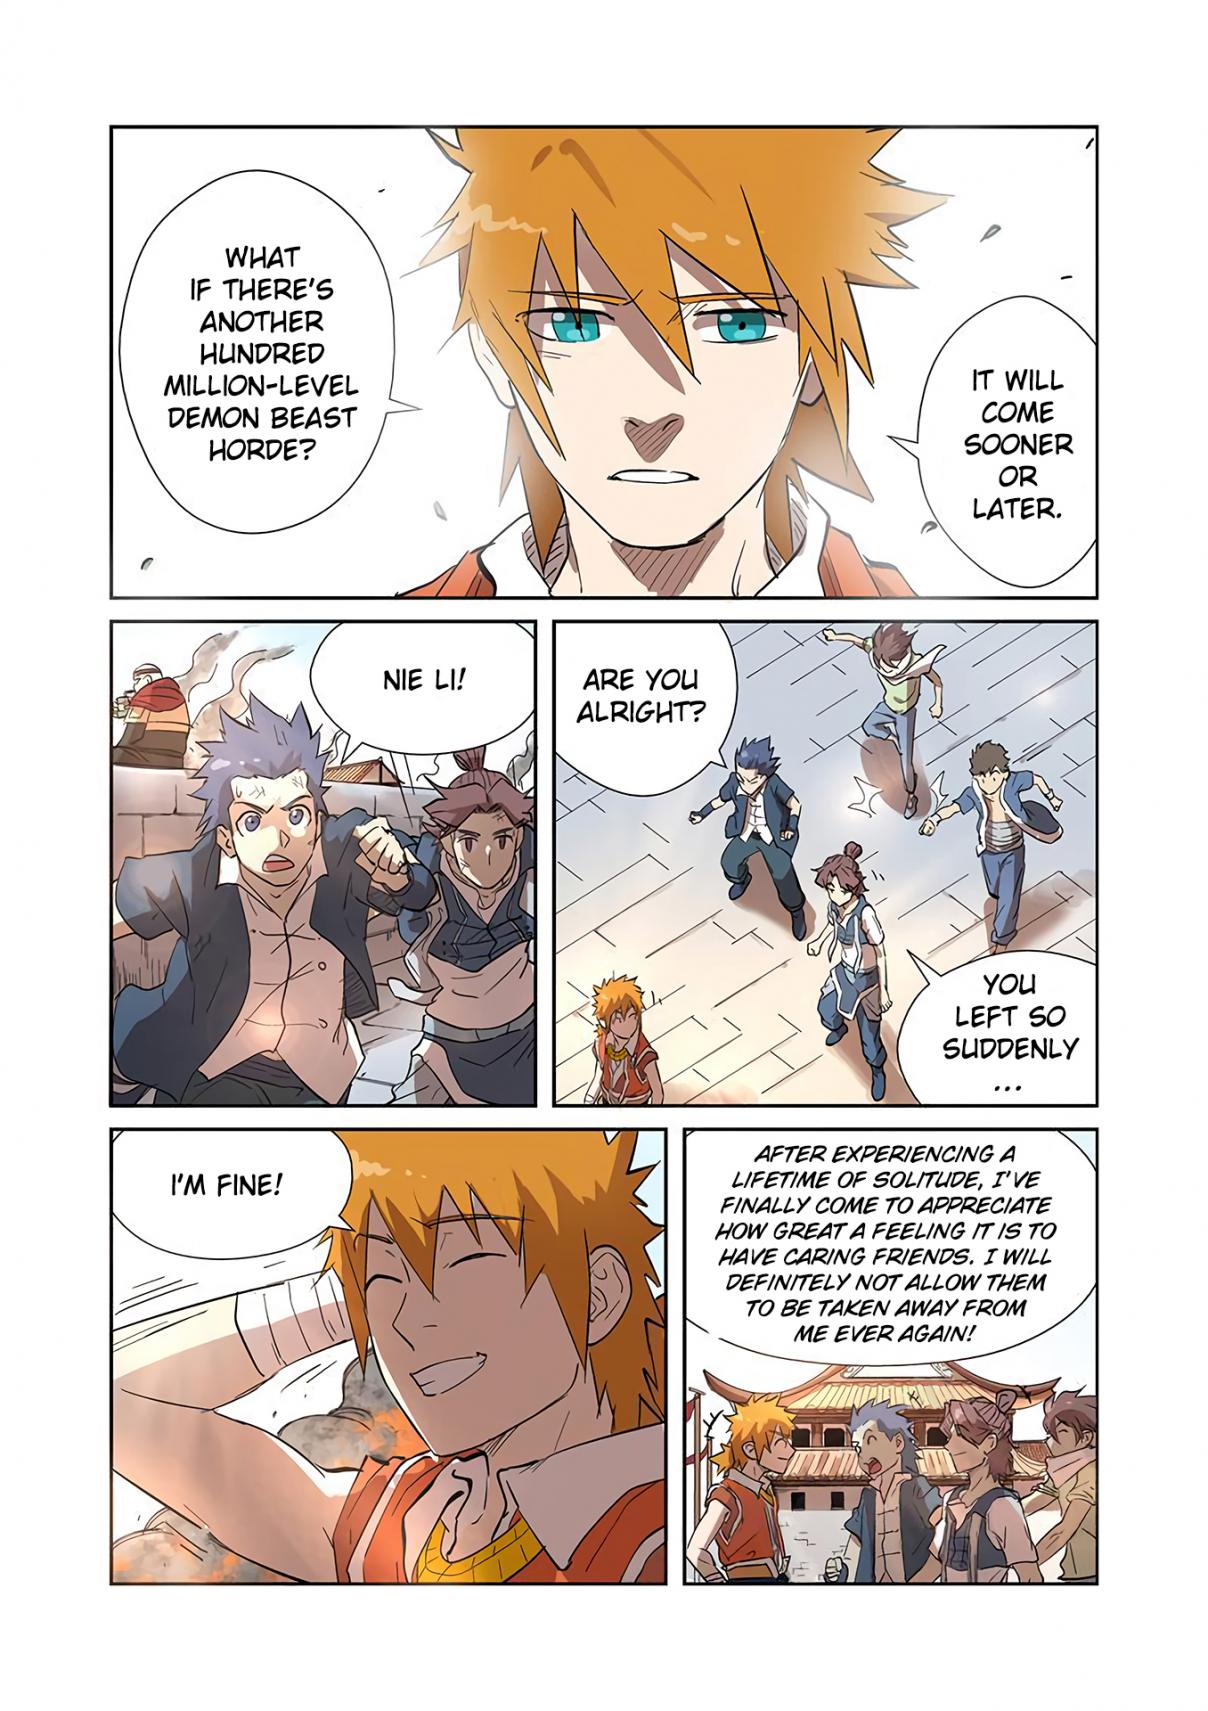 WHAT
IF THERE'S
ANOTHER
HUNDRED
MILLION-LEVEL
DEMON BEAST
HORDE?
IT WILL
COME
SOONER
OR
LATER.
NIE LI!
ARE YOU
ALRIGHT?
YOU
LEFT SO
SUDDENLY
...
I'M FINE!
AFTER EXPERIENCING A
LIFETIME OF SOLITUDE, I'VE
FINALLY COME TO APPRECIATE
HOW GREAT A FEELING IT IS TO
HAVE CARING FRIENDS. I WILL
DEFINITELY NOT ALLOW THEM
TO BE TAKEN AWAY FROM
ME EVER AGAIN!